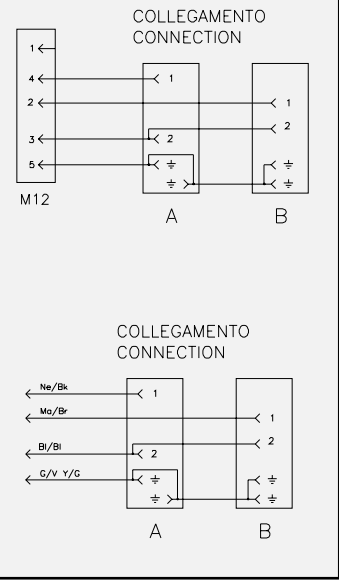 COLLEGAMENTO
CONNECTION
1
4
1
2
1
2
3
2
5
M12
A
B
COLLEGAMENTO
CONNECTION
Ne/Bk
1
Ma/Br
1
2
Bl/Bl
2
G/V Y/G
A
B